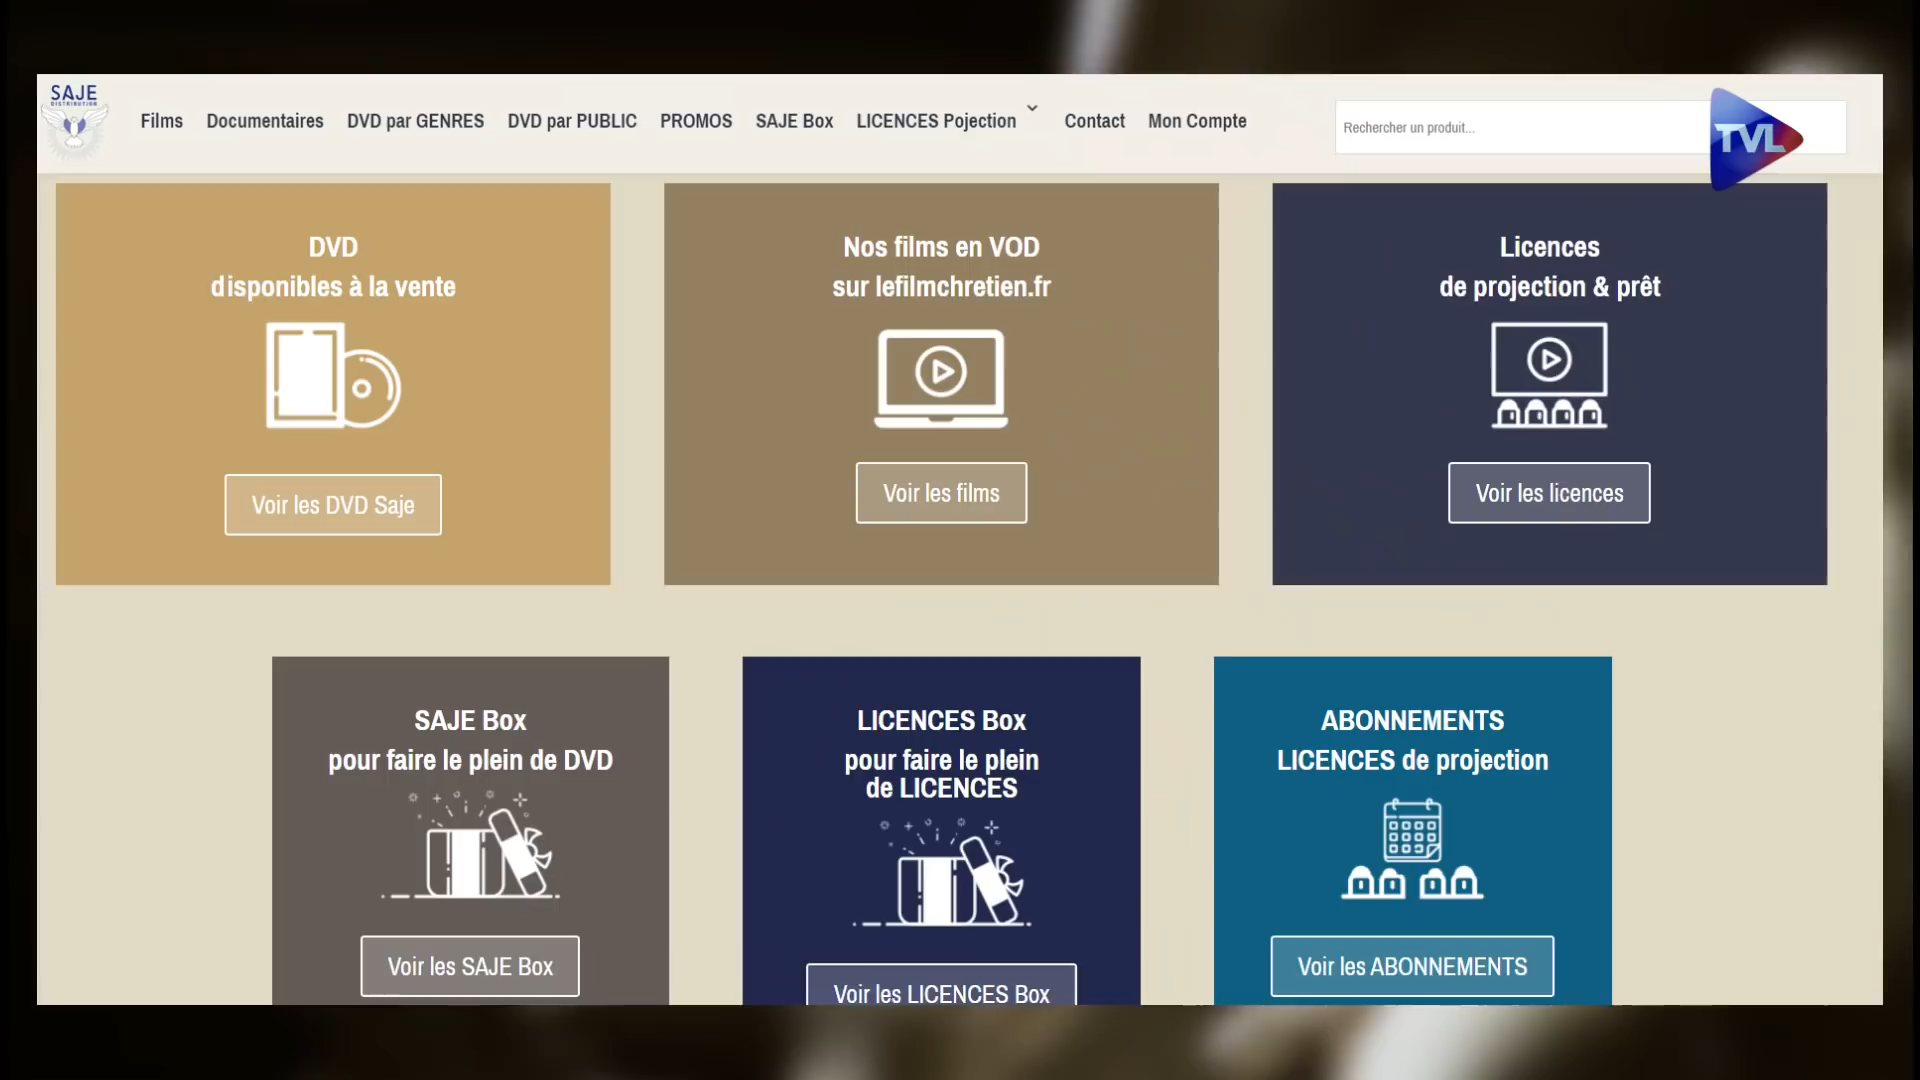 SAJE
DISTRIBUTION
Films Documentaires DVD par GENRES DVD par PUBLIC PROMOS SAJE Box LICENCES Pojection Contact Mon Compte
Rechercher un produit...
TVL
DVD
disponibles à la vente
Voir les DVD Saje
Nos films en VOD
sur lefilmchretien.fr
Voir les films
Licences
de projection & prêt
Voir les licences
SAJE Box
pour faire le plein de DVD
Voir les SAJE Box
LICENCES Box
pour faire le plein
de LICENCES
Voir les LICENCES Box
ABONNEMENTS
LICENCES de projection
Voir les ABONNEMENTS